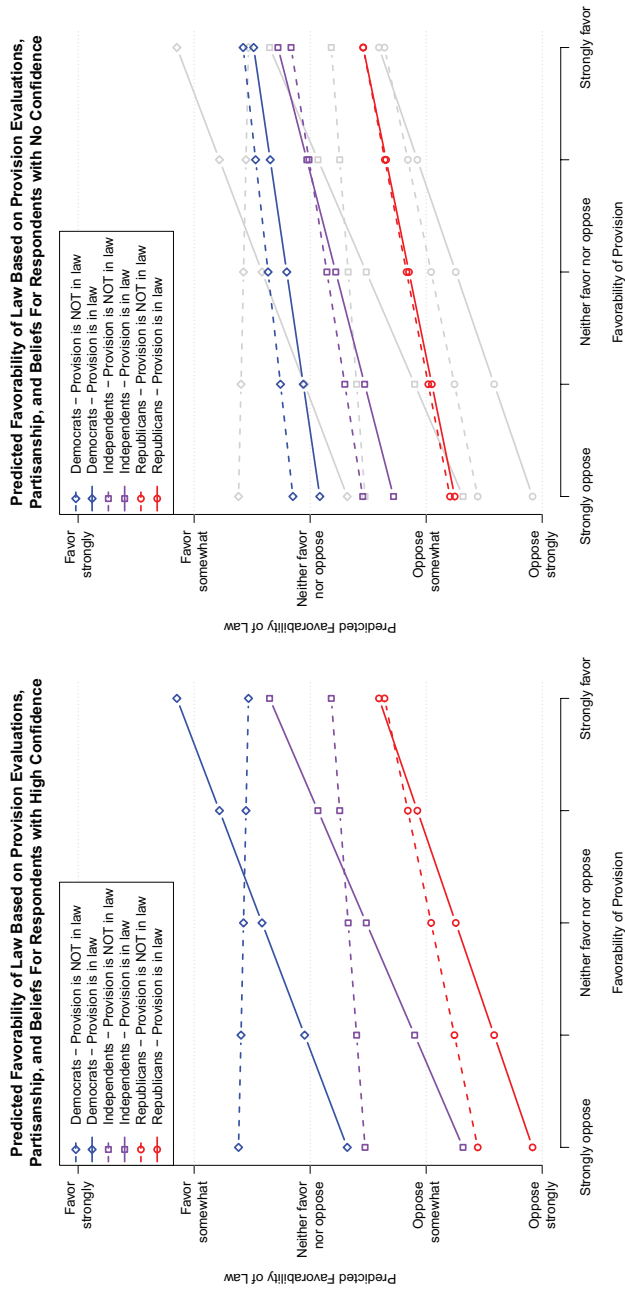 Predicted Favorability of Law Based on Provision Evaluations,
Partisanship, and Beliefs For Respondents with High Confidence
Democrats − Provision is NOT in law
Democrats − Provision is in law
Independents − Provision is NOT in law
Independents − Provision is in law
Republicans − Provision is NOT in law
Republicans − Provision is in law
Predicted Favorability of Law
Favor
strongly
Favor
somewhat
Neither favor
nor oppose
Oppose
somewhat
Oppose
strongly
Strongly oppose
Neither favor nor oppose
Strongly favor
Favorability of Provision
Predicted Favorability of Law Based on Provision Evaluations,
Partisanship, and Beliefs For Respondents with No Confidence
Democrats − Provision is NOT in law
Democrats − Provision is in law
Independents − Provision is NOT in law
Independents − Provision is in law
Republicans − Provision is NOT in law
Republicans − Provision is in law
Predicted Favorability of Law
Favor
strongly
Favor
somewhat
Neither favor
nor oppose
Oppose
somewhat
Oppose
strongly
Strongly oppose
Neither favor nor oppose
Strongly favor
Favorability of Provision